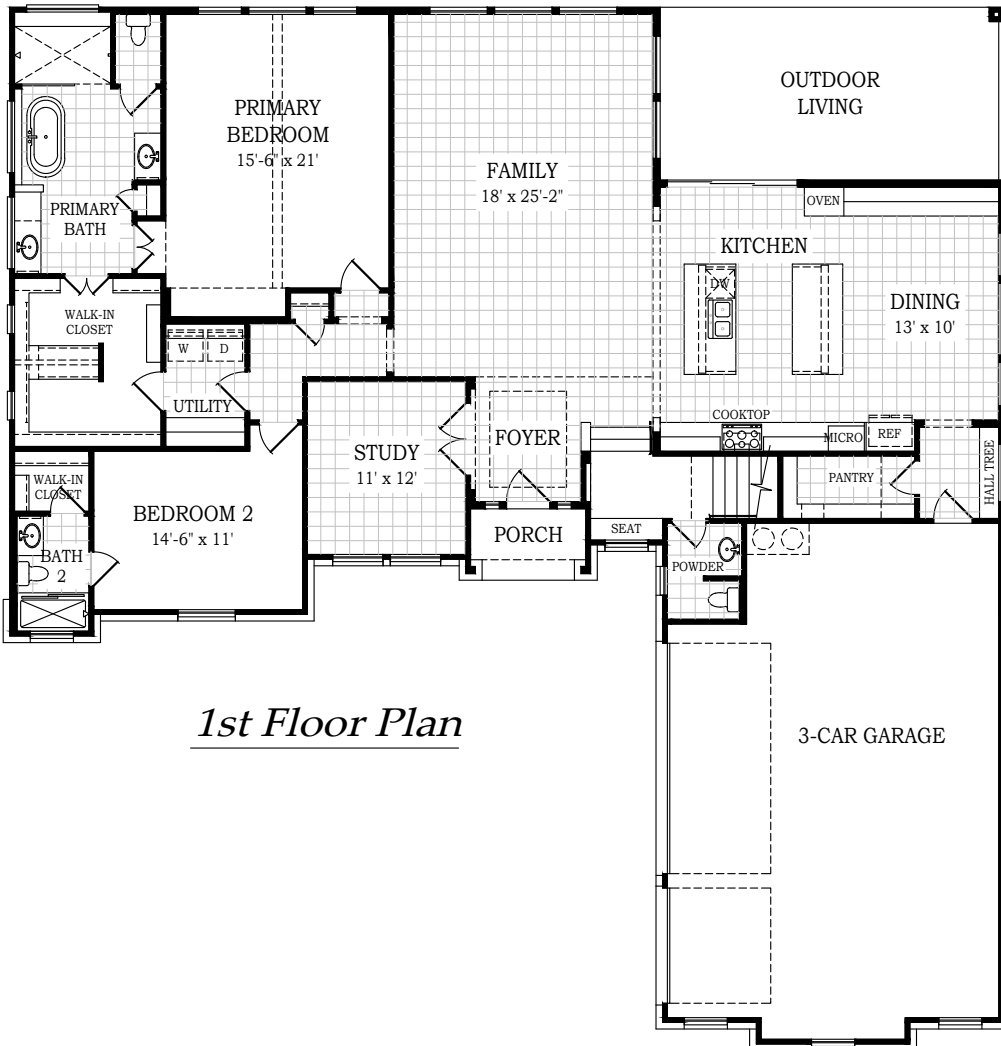 PRIMARY
BEDROOM
15'-6" x 21'
FAMILY
18' x 25'-2"
OUTDOOR
LIVING
PRIMARY
BATH
OVEN
KITCHEN
DW
DINING
13' x 10'
WALK-IN
CLOSET
W
D
UTILITY
COOKTOP
MICRO
REF
STUDY
11' x 12'
FOYER
PANTRY
HALL TREE
WALK-IN
CLOSET
BEDROOM 2
14'-6" x 11'
PORCH
SEAT
BATH
2
POWDER
1st Floor Plan
3-CAR GARAGE